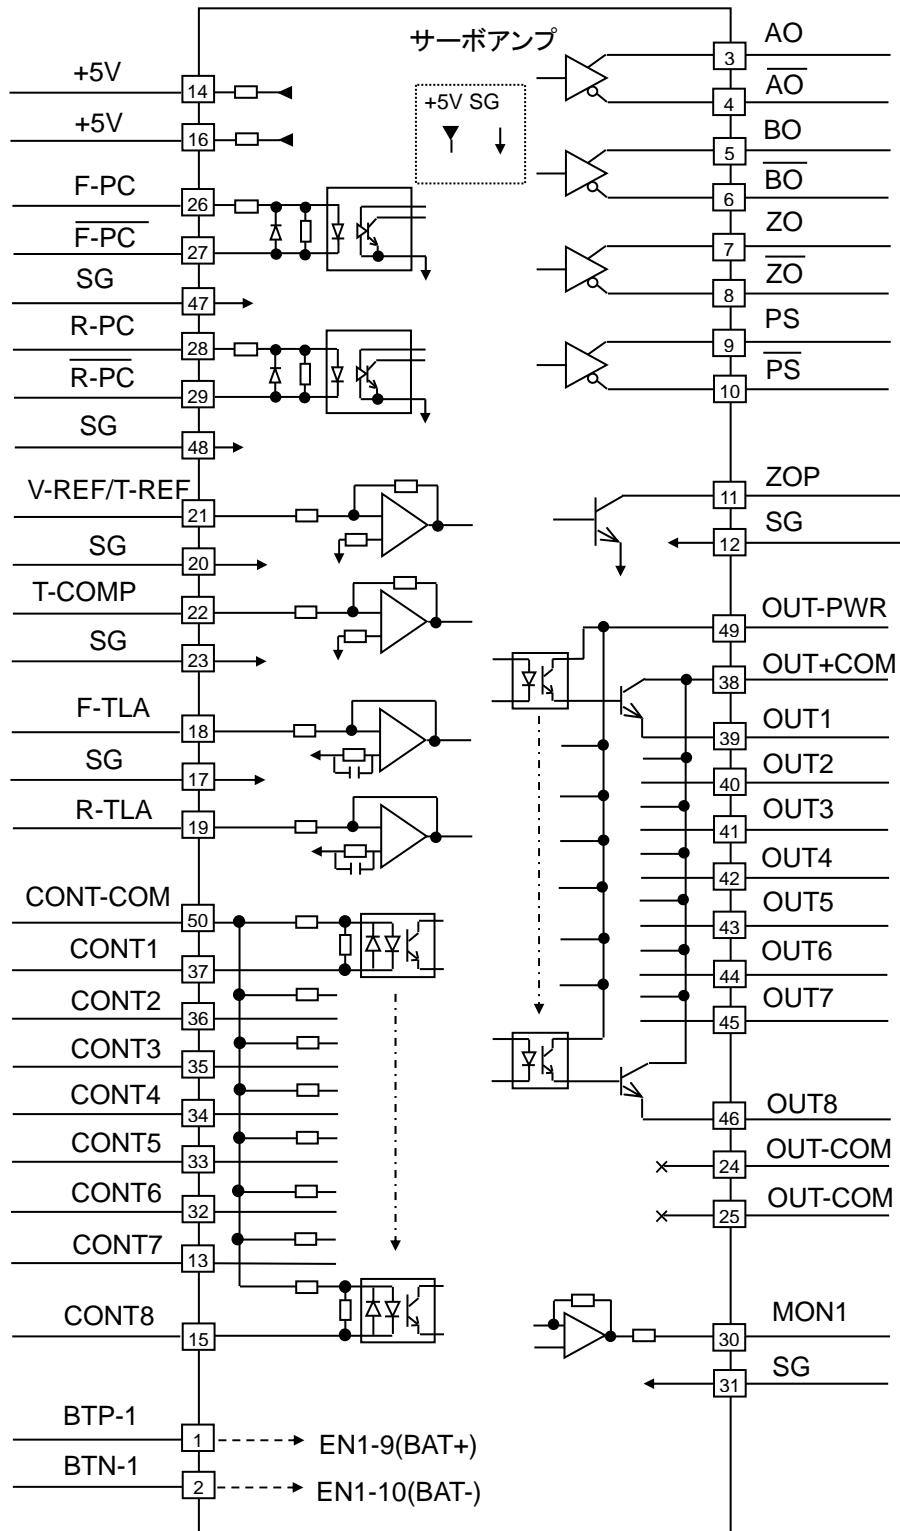 サーボアンプ
+5V SG
+5V
14
+5V
16
F-PC
26
F-PC
27
SG
47
R-PC
28
R-PC
29
SG
48
V-REF/T-REF
21
SG
20
T-COMP
22
SG
23
F-TLA
18
SG
17
R-TLA
19
CONT-COM
50
CONT1
37
CONT2
36
CONT3
35
CONT4
34
CONT5
33
CONT6
32
CONT7
13
CONT8
15
BTP-1
1
EN1-9(BAT+)
BTN-1
2
EN1-10(BAT-)
3
AO
4
AO
5
BO
6
BO
7
ZO
8
ZO
9
PS
10
PS
11
ZOP
12
SG
49
OUT-PWR
38
OUT+COM
39
OUT1
40
OUT2
41
OUT3
42
OUT4
43
OUT5
44
OUT6
45
OUT7
46
OUT8
24
OUT-COM
25
OUT-COM
30
MON1
31
SG